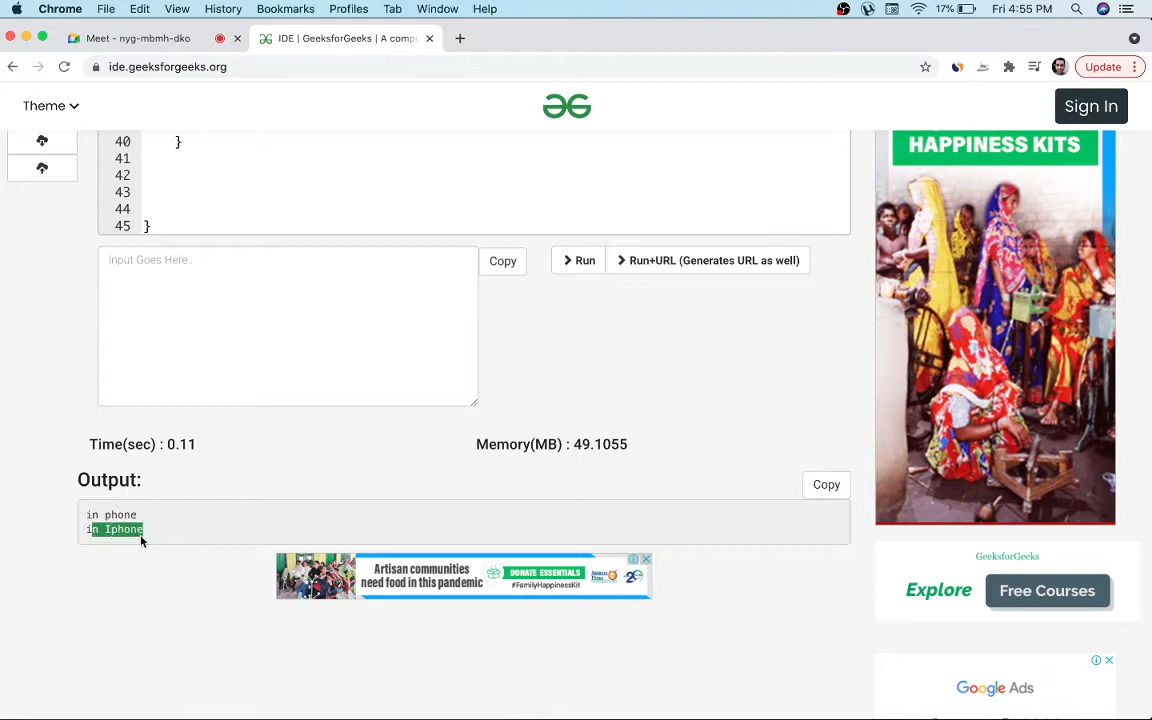 Chrome File Edit View History Bookmarks Profiles Tab Window Help 17% Fri 4:55 PM
Meet - nyg-mbmh-dko
IDE | GeeksforGeeks | A compu
ide.geeksforgeeks.org
Update
Theme
Sign In
40 }
41
42
43
44
45 }
HAPPINESS KITS
Input Goes Here..
Copy
Run
Run+URL (Generates URL as well)
Time(sec) : 0.11
Memory(MB) : 49.1055
Output:
Copy
in phone
in Iphone
Artisan communities
need food in this pandemic
DONATE ESSENTIALS
#FamilyHappinessKit
GeeksforGeeks
Explore
Free Courses
Google Ads